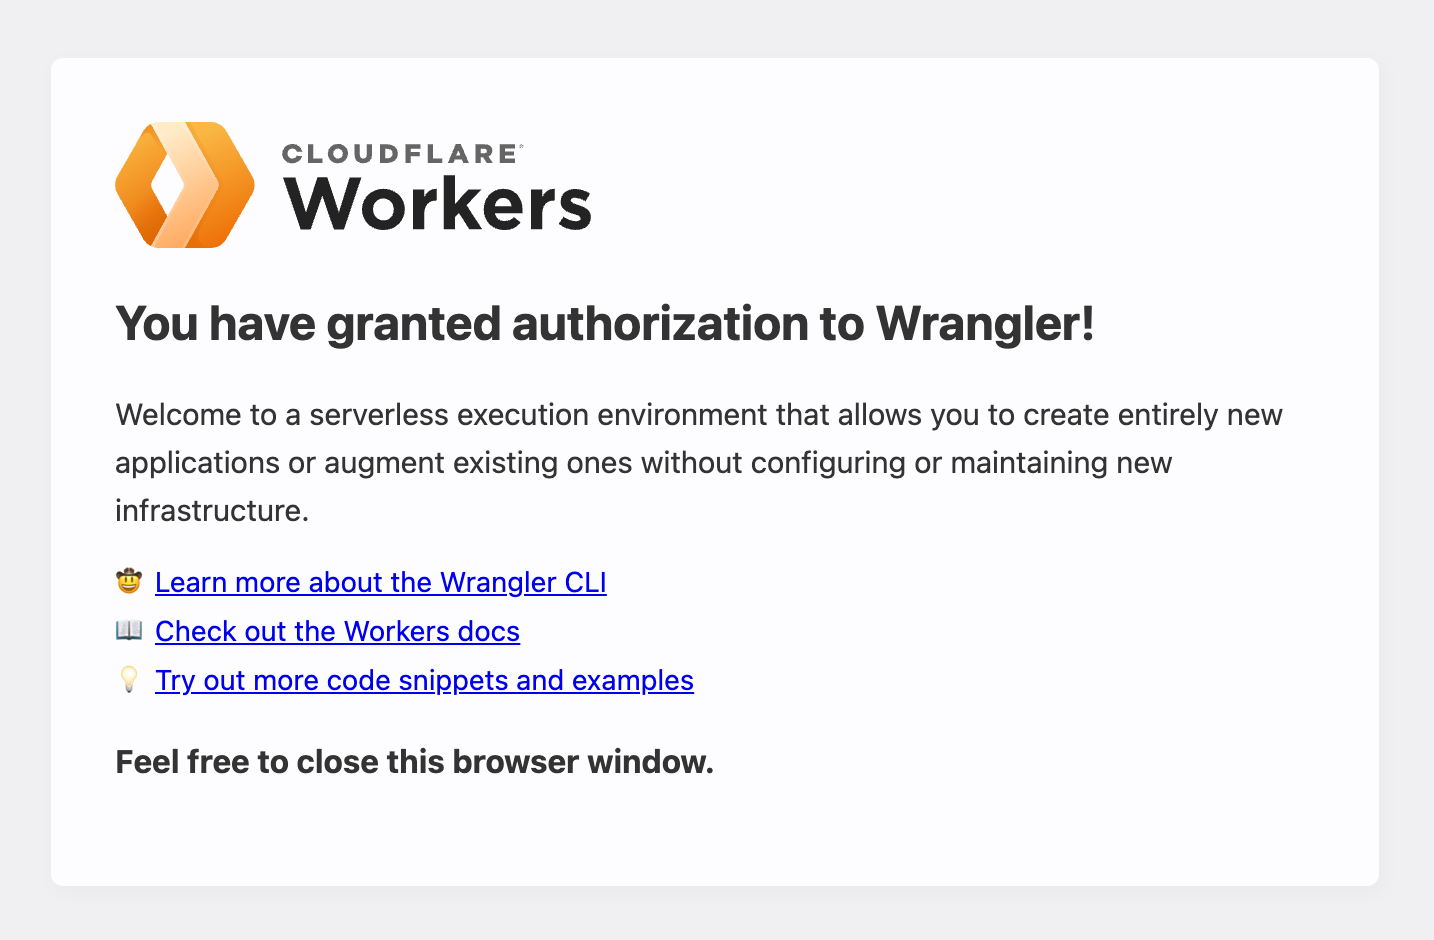 CLOUDFLARE
Workers
You have granted authorization to Wrangler!
Welcome to a serverless execution environment that allows you to create entirely new
applications or augment existing ones without configuring or maintaining new
infrastructure.
🤠 Learn more about the Wrangler CLI
📖 Check out the Workers docs
💡 Try out more code snippets and examples
Feel free to close this browser window.